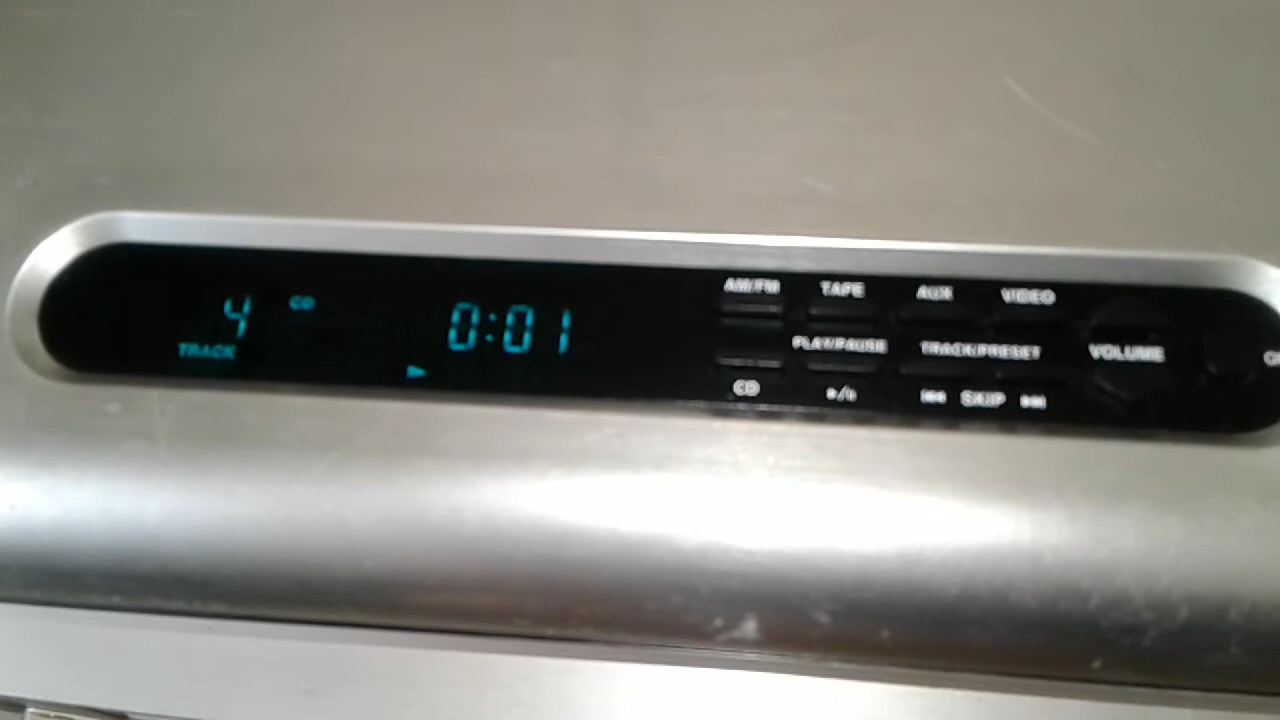 4 CD 0:01
TRACK
AM/FM TAPE AUX VIDEO
PLAY/PAUSE TRACK/PRESET VOLUME
CD SKIP